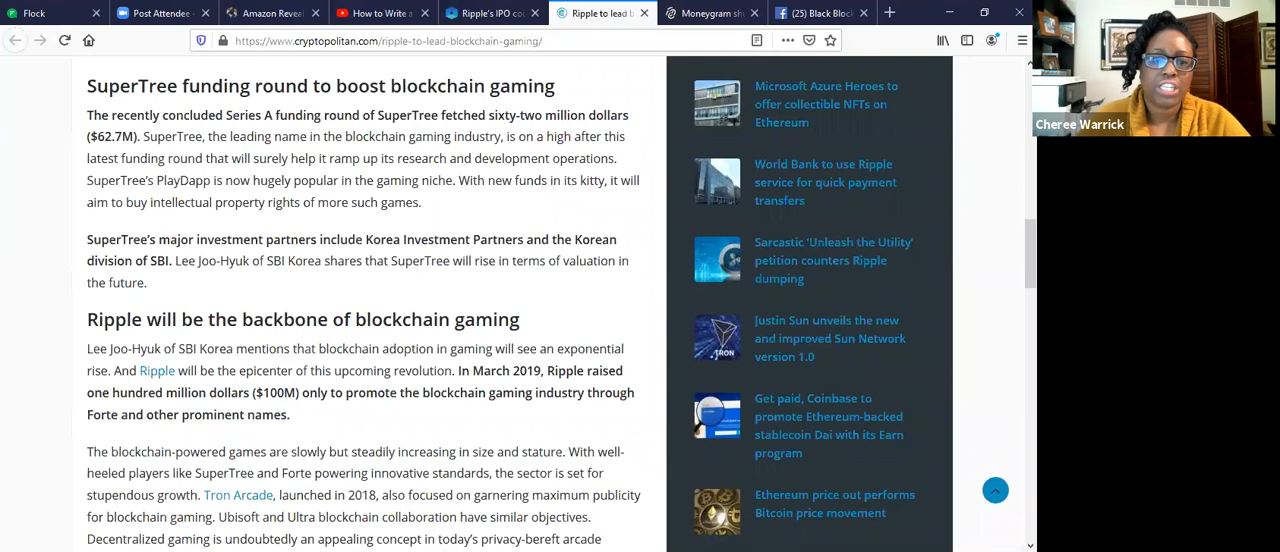 Flock
Post Attendee -
Amazon Revea
How to Write a
Ripple's IPO co
Ripple to lead b
Moneygram sh
(25) Black Bloc
https://www.cryptopolitan.com/ripple-to-lead-blockchain-gaming/
SuperTree funding round to boost blockchain gaming
The recently concluded Series A funding round of SuperTree fetched sixty-two million dollars
($62.7M). SuperTree, the leading name in the blockchain gaming industry, is on a high after this
latest funding round that will surely help it ramp up its research and development operations.
SuperTree's PlayDapp is now hugely popular in the gaming niche. With new funds in its kitty, it will
aim to buy intellectual property rights of more such games.
SuperTree's major investment partners include Korea Investment Partners and the Korean
division of SBI. Lee Joo-Hyuk of SBI Korea shares that SuperTree will rise in terms of valuation in
the future.
Ripple will be the backbone of blockchain gaming
Lee Joo-Hyuk of SBI Korea mentions that blockchain adoption in gaming will see an exponential
rise. And Ripple will be the epicenter of this upcoming revolution. In March 2019, Ripple raised
one hundred million dollars ($100M) only to promote the blockchain gaming industry through
Forte and other prominent names.
The blockchain-powered games are slowly but steadily increasing in size and stature. With well-
heeled players like SuperTree and Forte powering innovative standards, the sector is set for
stupendous growth. Tron Arcade, launched in 2018, also focused on garnering maximum publicity
for blockchain gaming. Ubisoft and Ultra blockchain collaboration have similar objectives.
Decentralized gaming is undoubtedly an appealing concept in today's privacy-bereft arcade
Microsoft Azure Heroes to
offer collectible NFTs on
Ethereum
World Bank to use Ripple
service for quick payment
transfers
Sarcastic 'Unleash the Utility'
petition counters Ripple
dumping
TRON
Justin Sun unveils the new
and improved Sun Network
version 1.0
Get paid, Coinbase to
promote Ethereum-backed
stablecoin Dai with its Earn
program
Ethereum price out performs
Bitcoin price movement
Cheree Warrick